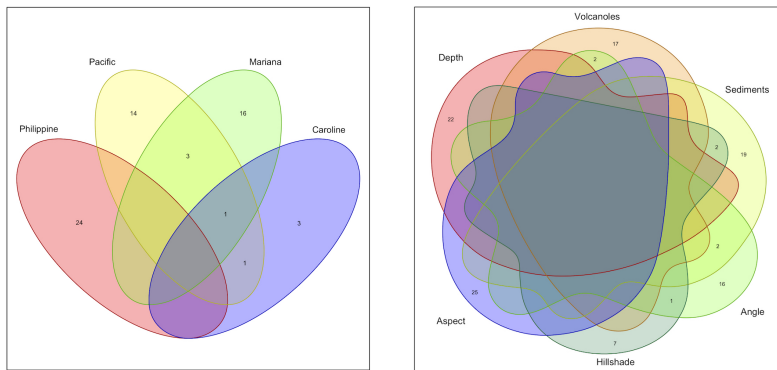 Pacific
Mariana
Philippine
Caroline
14
16
3
24
1
3
1
Volcanoles
Depth
Sediments
17
2
22
2
19
2
25
16
1
Aspect
Angle
7
Hillshade